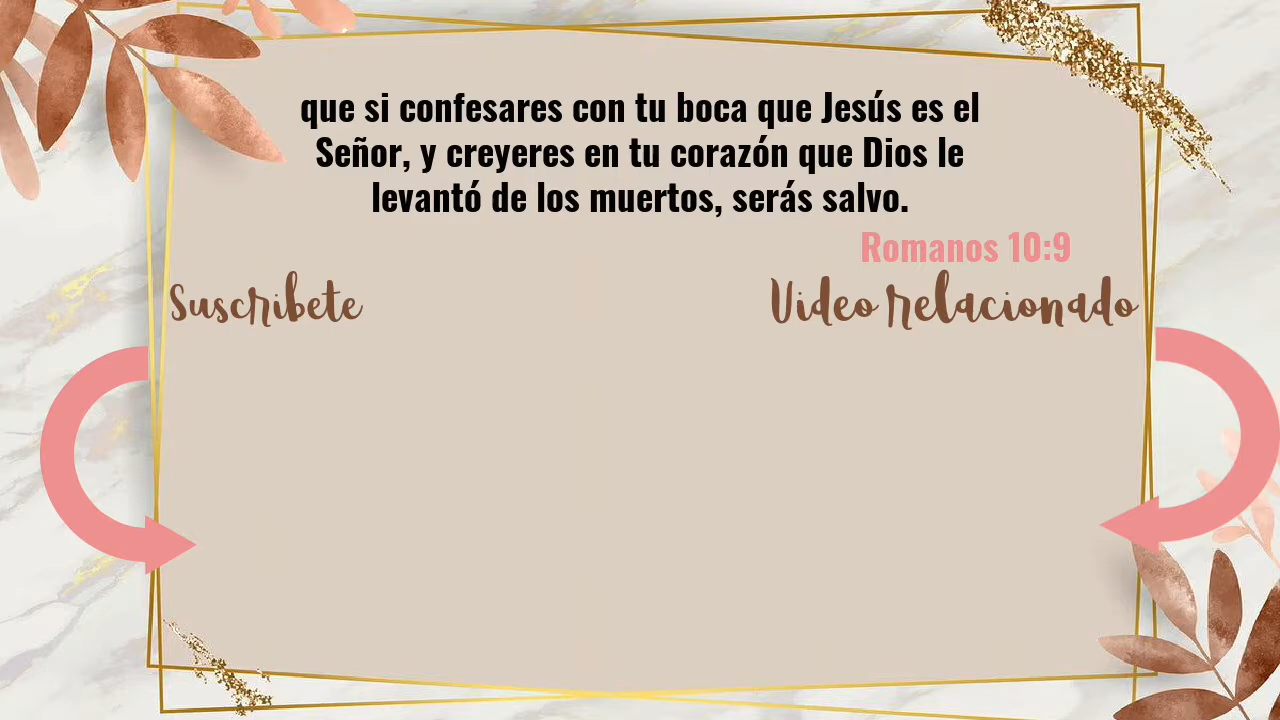 que si confesares con tu boca que Jesús es el
Señor, y creyeres en tu corazón que Dios le
levantó de los muertos, serás salvo.
Romanos 10:9
Suscribete
Video relacionado